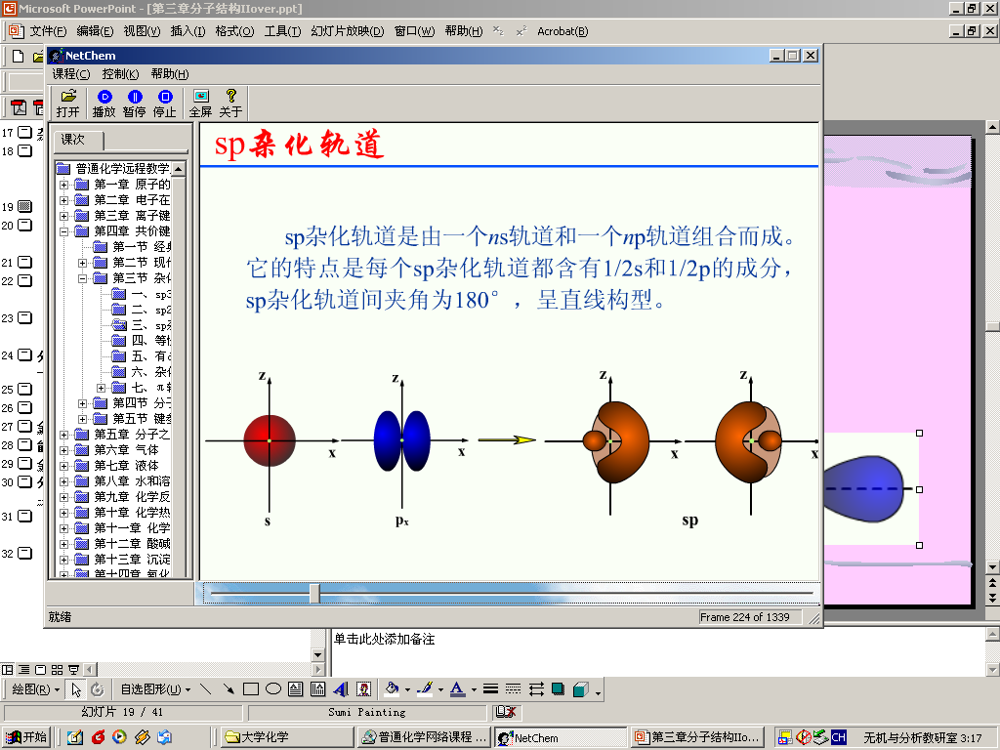 Microsoft PowerPoint - [第三章分子结构IIover.ppt]
文件(F) 编辑(E) 视图(V) 插入(I) 格式(O) 工具(T) 幻灯片放映(D) 窗口(W) 帮助(H) Acrobat(B)
NetChem
课程(C) 控制(K) 帮助(H)
打开 播放 暂停 停止 全屏 关于
课次
普通化学远程教学
第一章 原子的
第二章 电子在
第三章 离子键
第四章 共价键
第一节 经典
第二节 现代
第三节 杂化
一、sp3
二、sp2
三、sp杂
四、等性
五、有
六、杂化
七、π
第四节 分子
第五节 键参
第五章 分子之
第六章 气体
第七章 液体
第八章 水和溶
第九章 化学反
第十章 化学热
第十一章 化学
第十二章 酸碱
第十三章 沉淀
第十四章 氧化
17
18
19
20
21
22
23
24
25
26
27
28
29
30
31
32
sp杂化轨道
sp杂化轨道是由一个ns轨道和一个np轨道组合而成。
它的特点是每个sp杂化轨道都含有1/2s和1/2p的成分，
sp杂化轨道间夹角为180°，呈直线构型。
z z z z
x x x x
s px sp
就绪 Frame 224 of 1339
单击此处添加备注
绘图(R) 自选图形(U)
幻灯片 19 / 41 Sumi Painting
开始 大学化学 普通化学网络课程 ... NetChem 第三章分子结构IIo... CH 无机与分析教研室 3:17